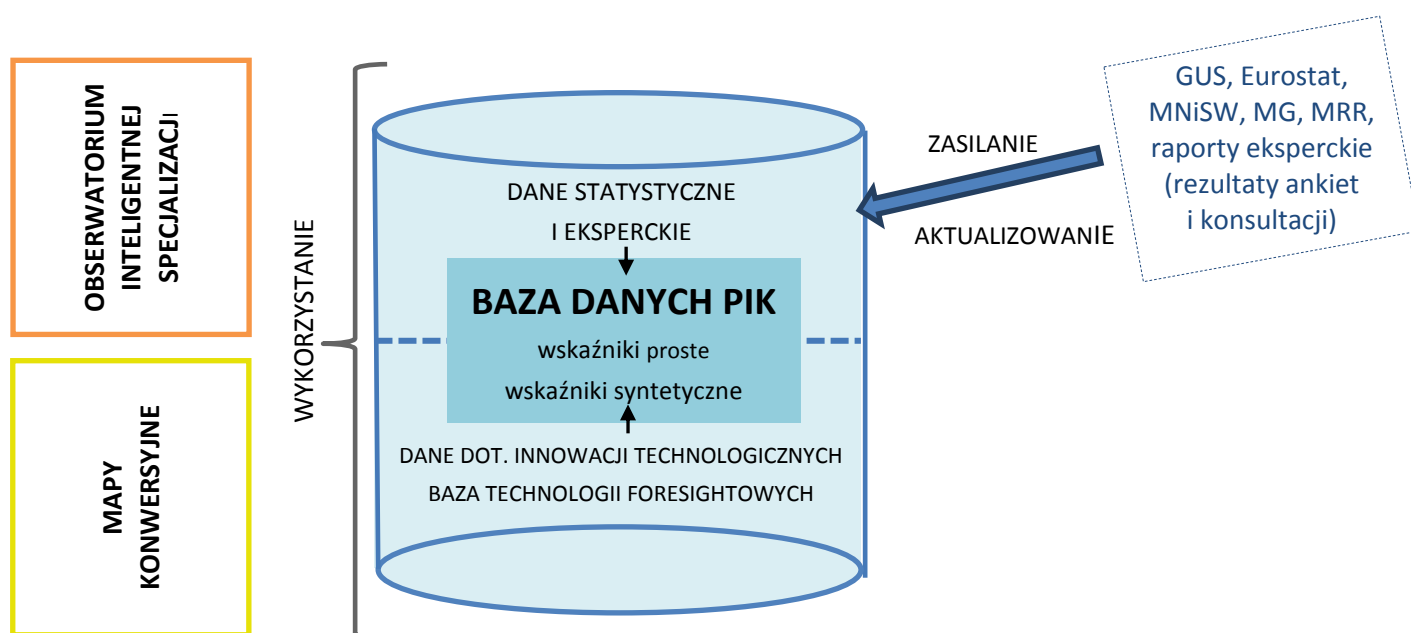 OBSERWATORIUM
INTELIGENTNEJ
SPECJALIZACJI
MAPY
KONWERSYJNE
WYKORZYSTANIE
DANE STATYSTYCZNE
I EKSPERCKIE
BAZA DANYCH PIK
wskaźniki proste
wskaźniki syntetyczne
DANE DOT. INNOWACJI TECHNOLOGICZNYCH
BAZA TECHNOLOGII FORESIGHTOWYCH
ZASILANIE
AKTUALIZOWANIE
GUS, Eurostat,
MNiSW, MG, MRR,
raporty eksperckie
(rezultaty ankiet
i konsultacji)